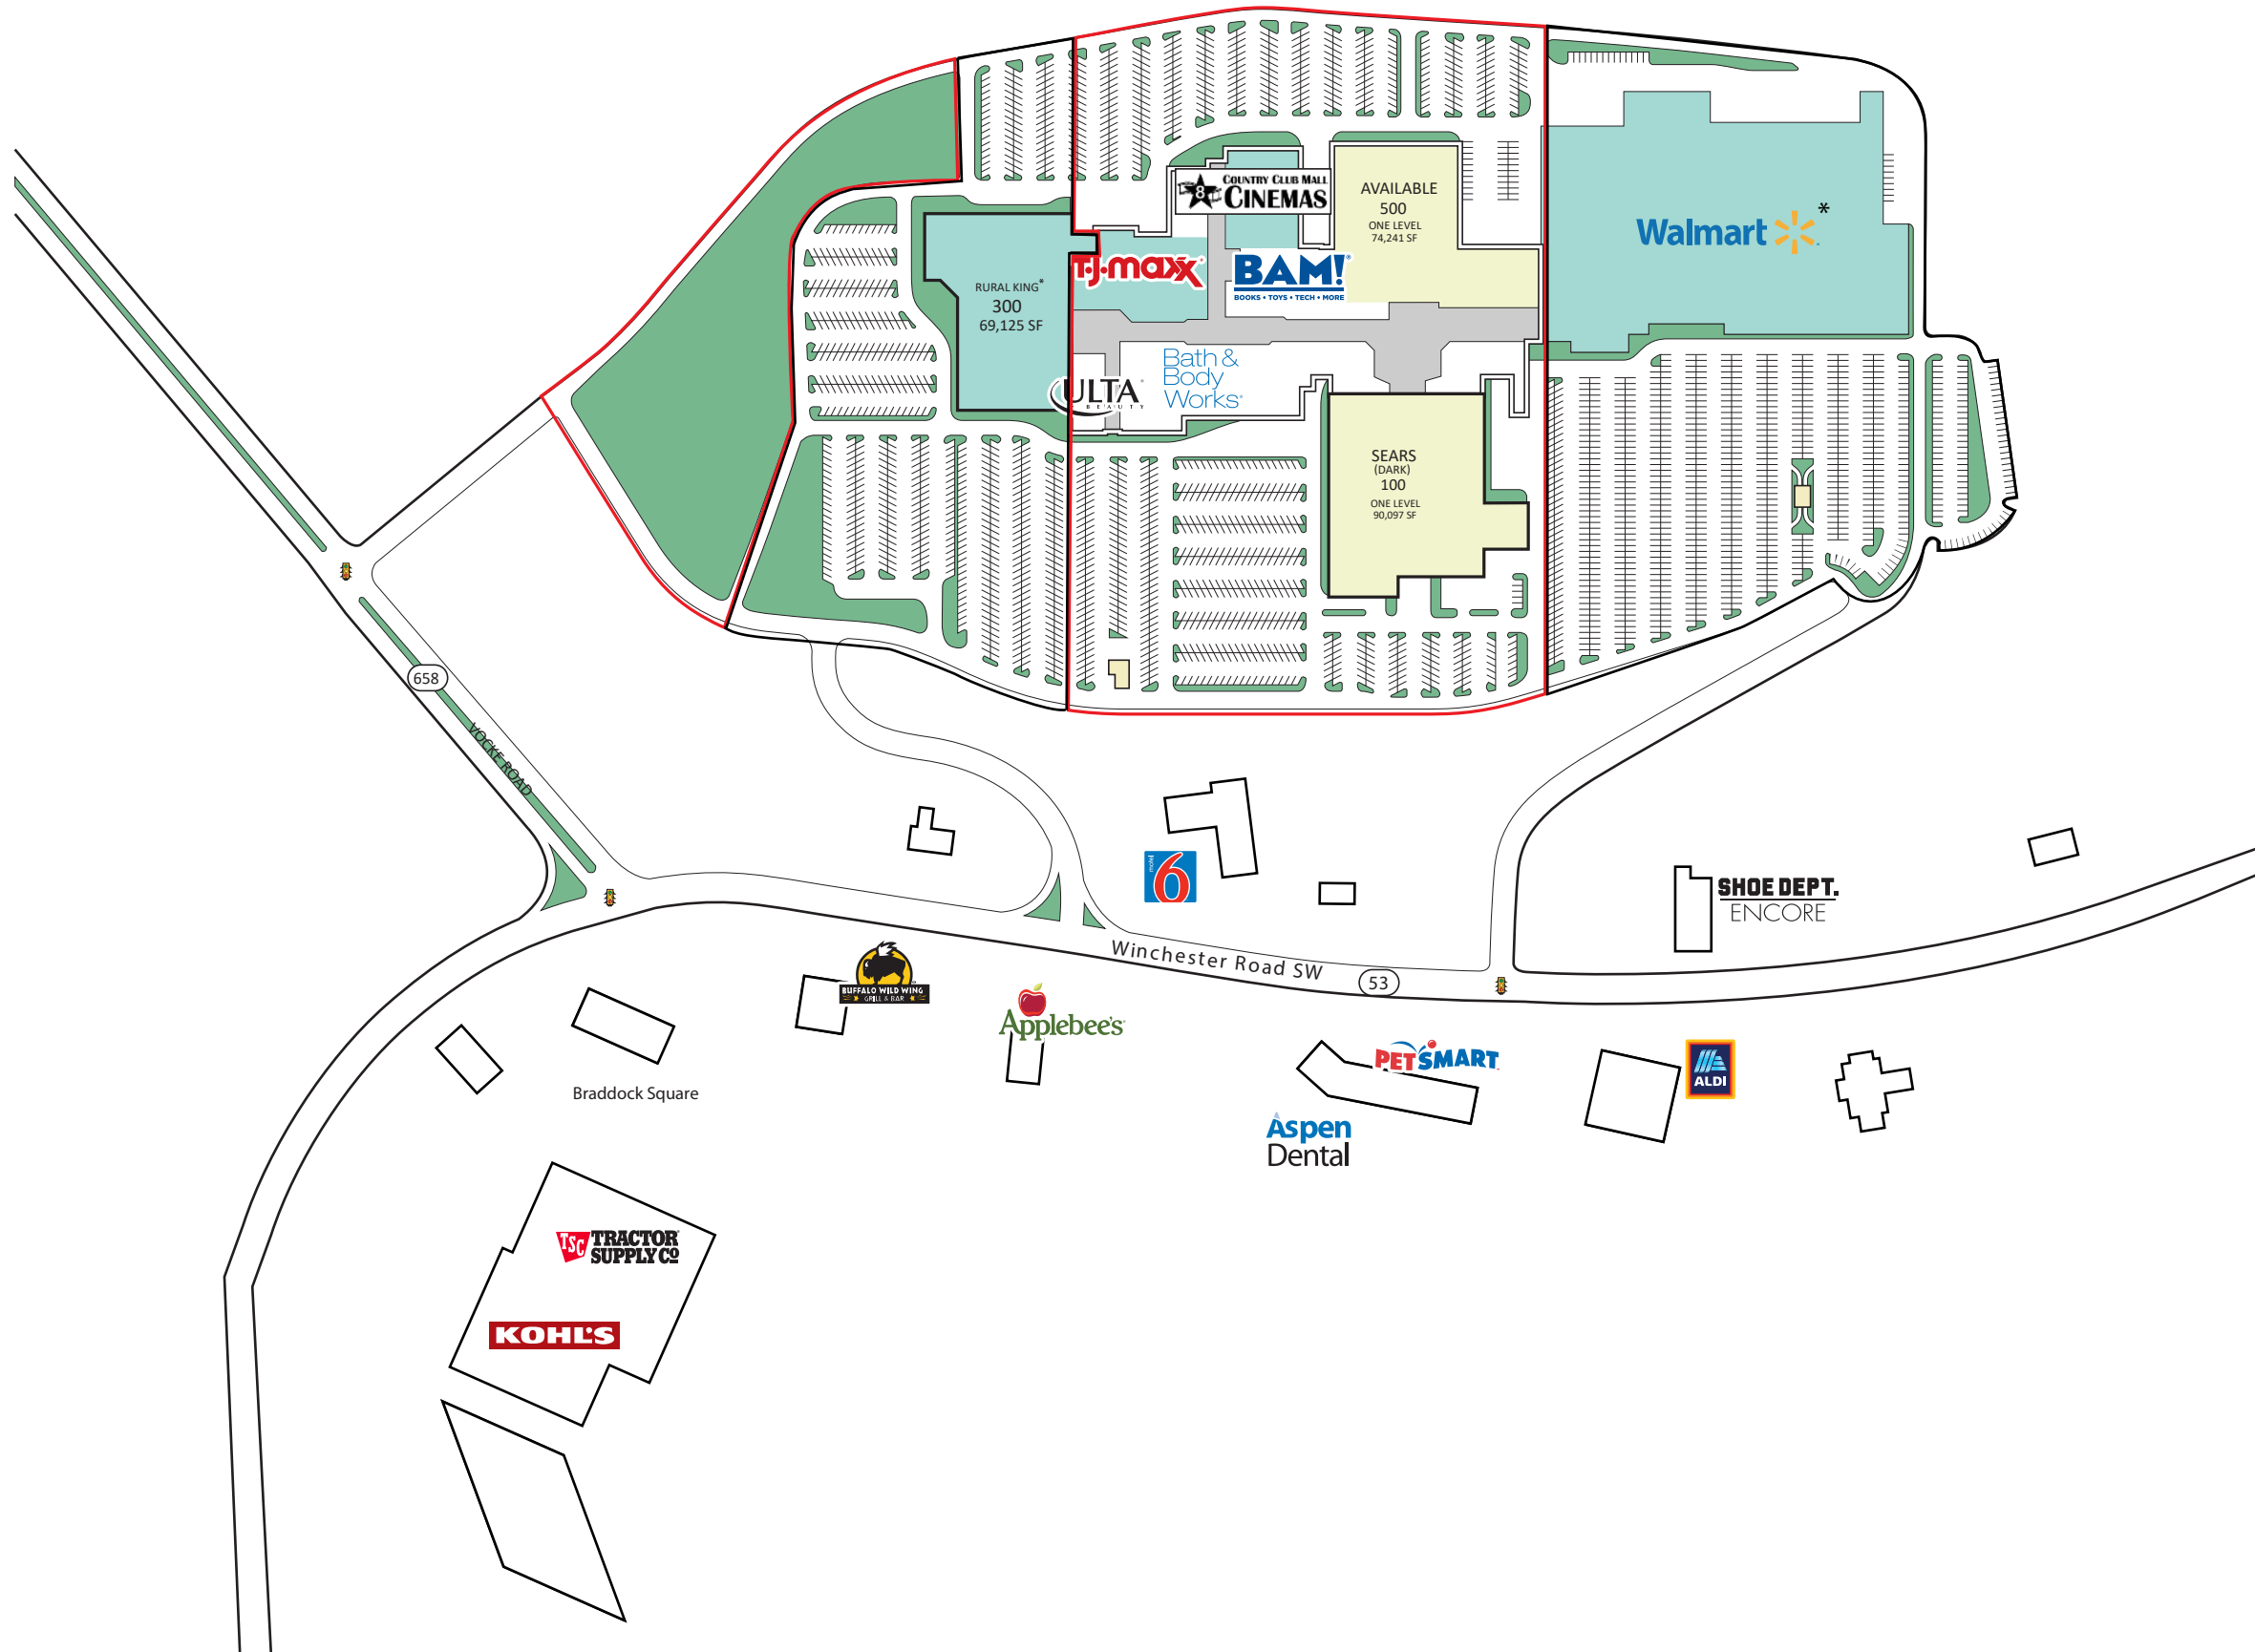 COUNTRY CLUB MALL
8 CINEMAS
AVAILABLE
500
ONE LEVEL
74,241 SF
Walmart *
T.J.maxx
BAM!
BOOKS • TOYS • TECH • MORE
RURAL KING*
300
69,125 SF
Bath &
Body
Works
ULTA
BEAUTY
SEARS
(DARK)
100
ONE LEVEL
90,097 SF
658
VOCKE ROAD
motel
6
SHOE DEPT.
ENCORE
Winchester Road SW
53
BUFFALO WILD WING
GRILL & BAR
Applebee's
PETSMART
ALDI
Braddock Square
Aspen
Dental
TSC TRACTOR
SUPPLY CO
KOHL'S